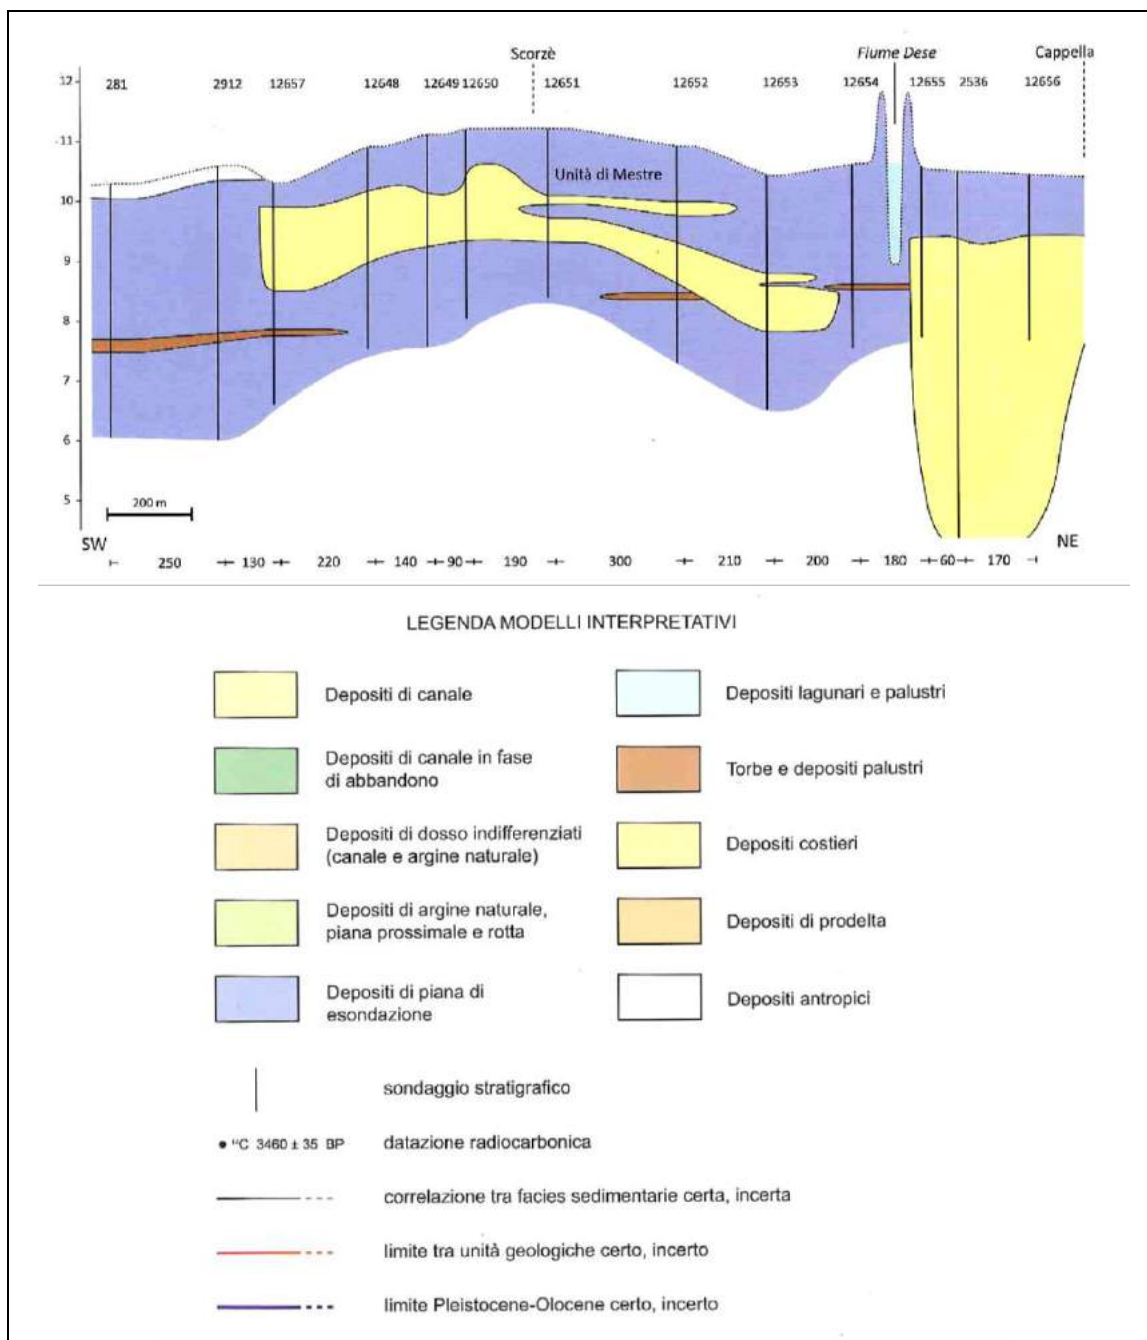 Scorzè Fiume Dese Cappella
12 281 2912 12657 12648 12649 12650 12651 12652 12653 12654 12655 2536 12656
11
Unità di Mestre
10
9
8
7
6
5
200 m
SW NE
250 130 220 140 90 190 300 210 200 180 60 170
LEGENDA MODELLI INTERPRETATIVI
Depositi di canale
Depositi lagunari e palustri
Depositi di canale in fase
di abbandono
Torbe e depositi palustri
Depositi di dosso indifferenziati
(canale e argine naturale)
Depositi costieri
Depositi di argine naturale,
piana prossimale e rotta
Depositi di prodelta
Depositi di piana di
esondazione
Depositi antropici
sondaggio stratigrafico
• ¹⁴C 3460 ± 35 BP datazione radiocarbonica
correlazione tra facies sedimentarie certa, incerta
limite tra unità geologiche certo, incerto
limite Pleistocene-Olocene certo, incerto